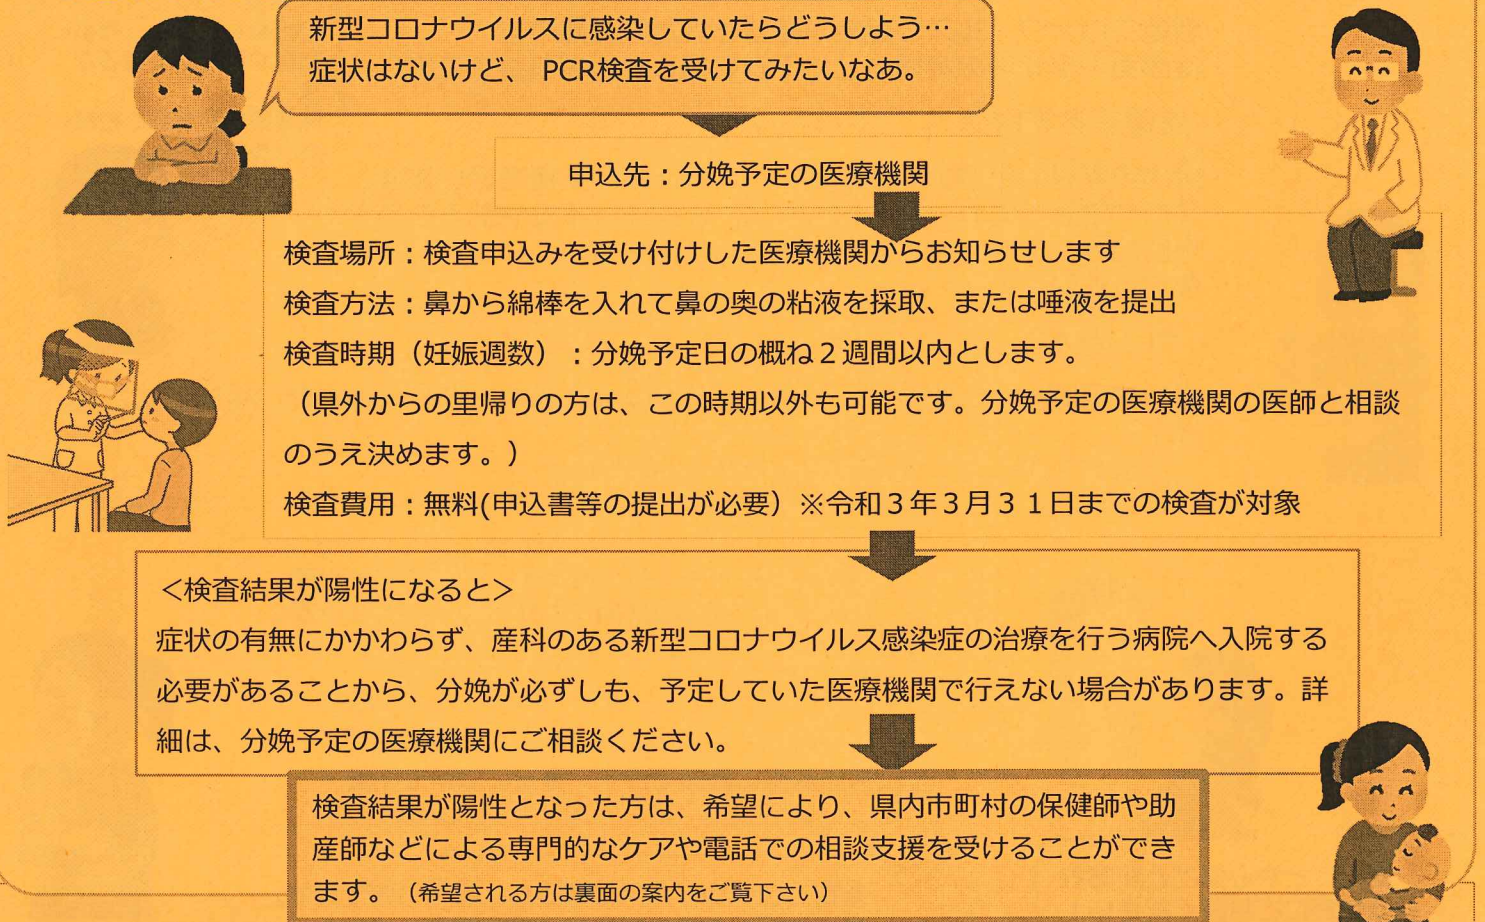 新型コロナウイルスに感染していたらどうしよう…
症状はないけど、 PCR検査を受けてみたいなあ。
申込先：分娩予定の医療機関
検査場所：検査申込みを受け付けした医療機関からお知らせします
検査方法：鼻から綿棒を入れて鼻の奥の粘液を採取、または唾液を提出
検査時期（妊娠週数）：分娩予定日の概ね２週間以内とします。
（県外からの里帰りの方は、この時期以外も可能です。分娩予定の医療機関の医師と相談
のうえ決めます。）
検査費用：無料(申込書等の提出が必要）※令和３年３月３１日までの検査が対象
＜検査結果が陽性になると＞
症状の有無にかかわらず、産科のある新型コロナウイルス感染症の治療を行う病院へ入院する
必要があることから、分娩が必ずしも、予定していた医療機関で行えない場合があります。詳
細は、分娩予定の医療機関にご相談ください。
検査結果が陽性となった方は、希望により、県内市町村の保健師や助
産師などによる専門的なケアや電話での相談支援を受けることができ
ます。（希望される方は裏面の案内をご覧下さい）